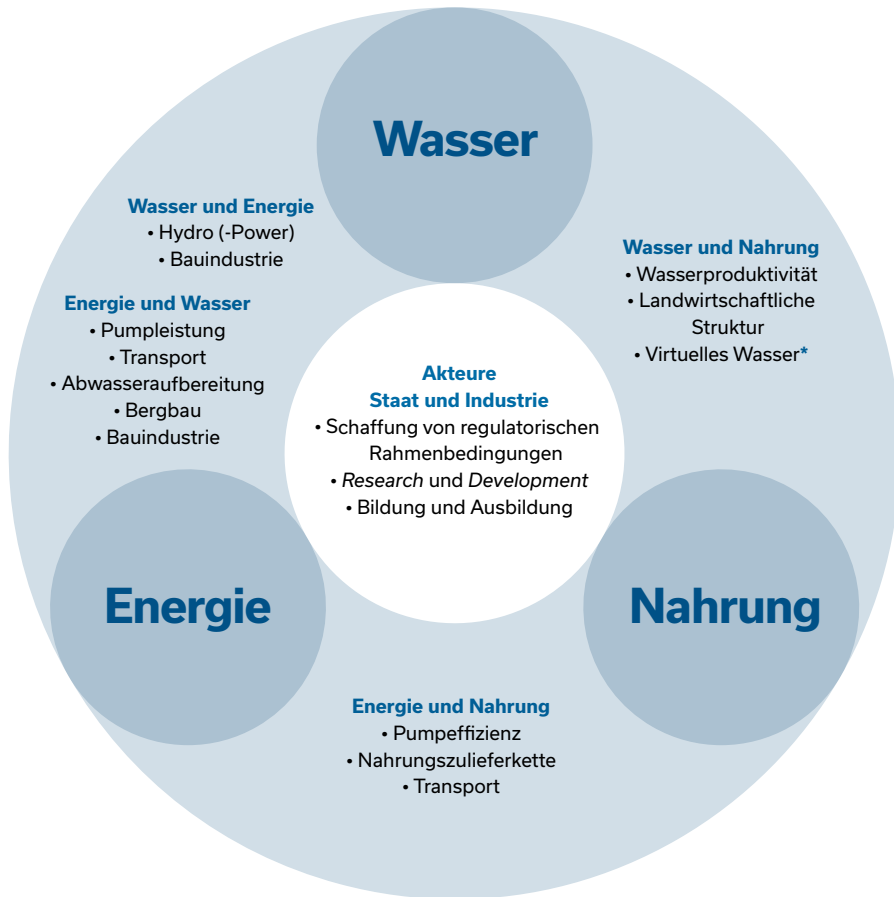 Wasser
Wasser und Energie
• Hydro (-Power)
• Bauindustrie
Energie und Wasser
• Pumpleistung
• Transport
• Abwasseraufbereitung
• Bergbau
• Bauindustrie
Wasser und Nahrung
• Wasserproduktivität
• Landwirtschaftliche
Struktur
• Virtuelles Wasser*
Akteure
Staat und Industrie
• Schaffung von regulatorischen
Rahmenbedingungen
• Research und Development
• Bildung und Ausbildung
Energie
Nahrung
Energie und Nahrung
• Pumpeffizienz
• Nahrungszulieferkette
• Transport